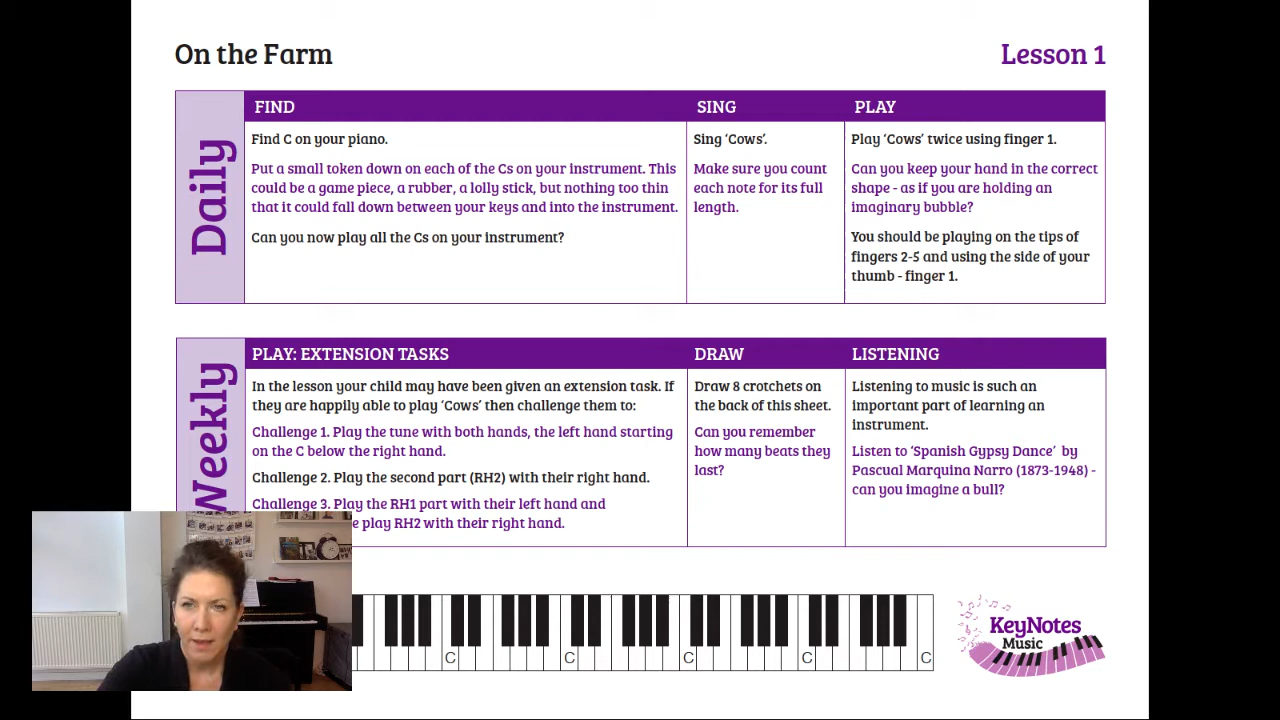 On the Farm
Lesson 1
Daily
FIND
SING
PLAY
Find C on your piano.
Put a small token down on each of the Cs on your instrument. This
could be a game piece, a rubber, a lolly stick, but nothing too thin
that it could fall down between your keys and into the instrument.
Can you now play all the Cs on your instrument?
Sing 'Cows'.
Make sure you count
each note for its full
length.
Play 'Cows' twice using finger 1.
Can you keep your hand in the correct
shape - as if you are holding an
imaginary bubble?
You should be playing on the tips of
fingers 2-5 and using the side of your
thumb - finger 1.
Weekly
PLAY: EXTENSION TASKS
DRAW
LISTENING
In the lesson your child may have been given an extension task. If
they are happily able to play 'Cows' then challenge them to:
Challenge 1. Play the tune with both hands, the left hand starting
on the C below the right hand.
Challenge 2. Play the second part (RH2) with their right hand.
Challenge 3. Play the RH1 part with their left hand and
e play RH2 with their right hand.
Draw 8 crotchets on
the back of this sheet.
Can you remember
how many beats they
last?
Listening to music is such an
important part of learning an
instrument.
Listen to 'Spanish Gypsy Dance' by
Pascual Marquina Narro (1873-1948) -
can you imagine a bull?
C C C C C
KeyNotes
Music